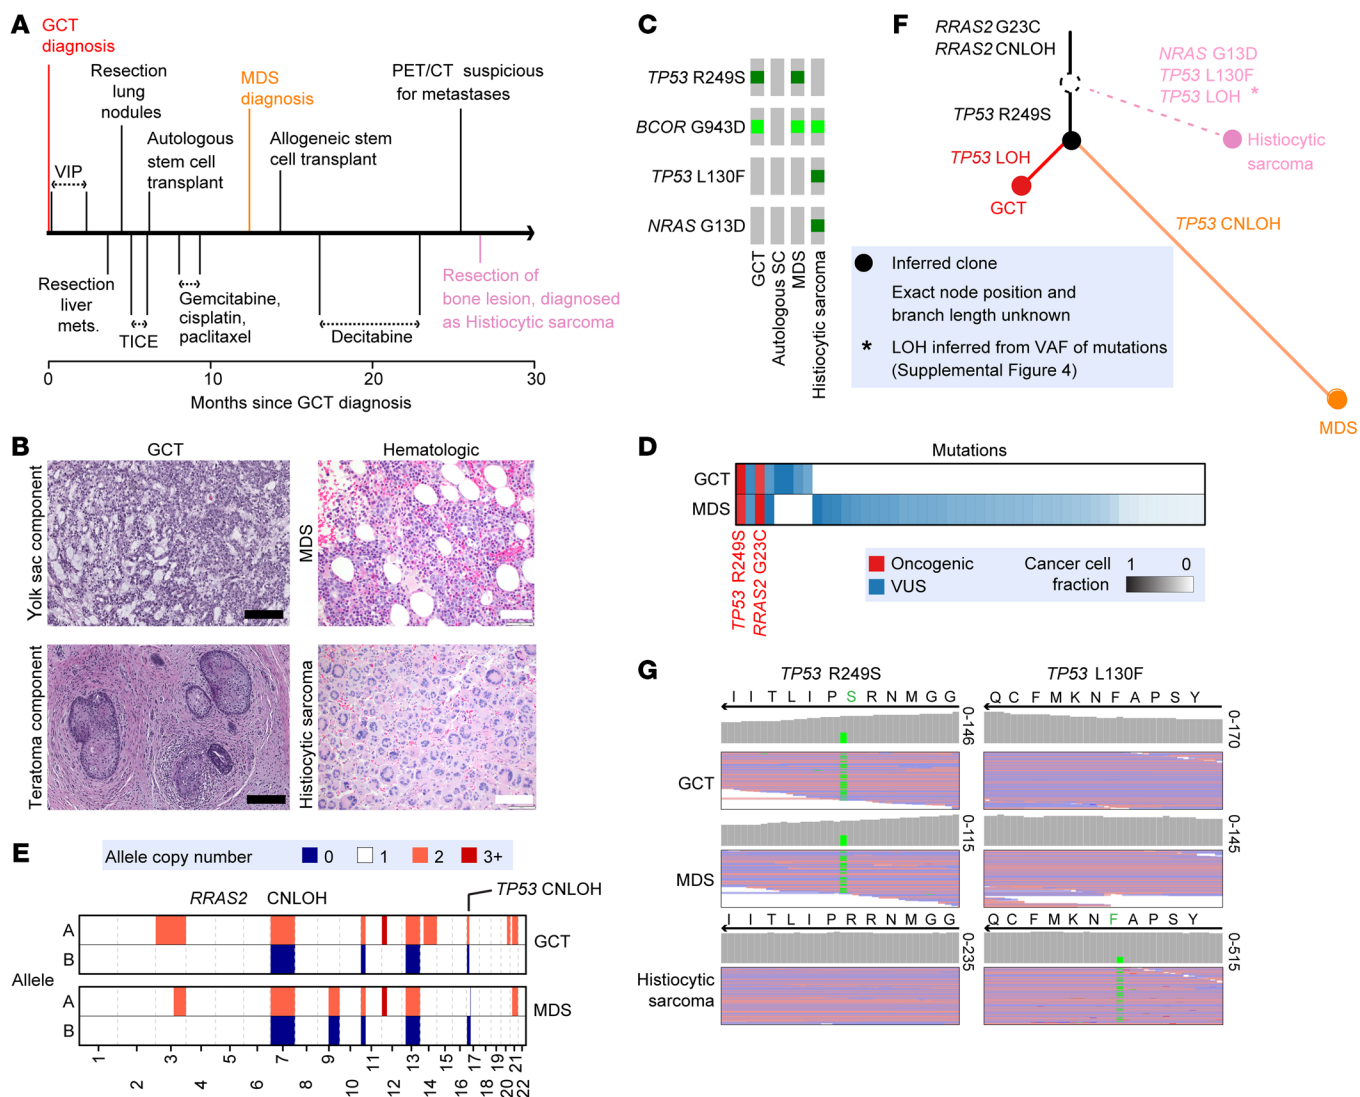 A
GCT
diagnosis
Resection
lung
nodules
MDS
diagnosis
PET/CT suspicious
for metastases
VIP
Autologous
stem cell
transplant
Allogeneic stem
cell transplant
Resection
liver
mets.
TICE
Gemcitabine,
cisplatin,
paclitaxel
Decitabine
Resection of
bone lesion, diagnosed
as Histiocytic sarcoma
0 10 20 30
Months since GCT diagnosis
B
GCT
Hematologic
Yolk sac component
MDS
Teratoma component
Histiocytic sarcoma
C
TP53 R249S
BCOR G943D
TP53 L130F
NRAS G13D
GCT
Autologous SC
MDS
Histiocytic sarcoma
D
Mutations
GCT
MDS
TP53 R249S
RRAS2 G23C
Oncogenic
VUS
Cancer cell
fraction
1 0
E
Allele copy number 0 1 2 3+
RRAS2 CNLOH
TP53 CNLOH
Allele
A
B
GCT
A
B
MDS
1 2 3 4 5 6 7 8 9 10 11 12 13 14 15 16 17 18 19 20 21 22
F
RRAS2 G23C
RRAS2 CNLOH
NRAS G13D
TP53 L130F
TP53 LOH *
TP53 R249S
Histiocytic
sarcoma
TP53 LOH
GCT
TP53 CNLOH
MDS
Inferred clone
Exact node position and
branch length unknown
* LOH inferred from VAF of mutations
(Supplemental Figure 4)
G
TP53 R249S
TP53 L130F
I I T L I P S R N M G G
Q C F M K N F A P S Y
0-146
0-170
GCT
0-115
0-145
MDS
I I T L I P R R N M G G
Q C F M K N F A P S Y
0-235
0-515
Histiocytic
sarcoma